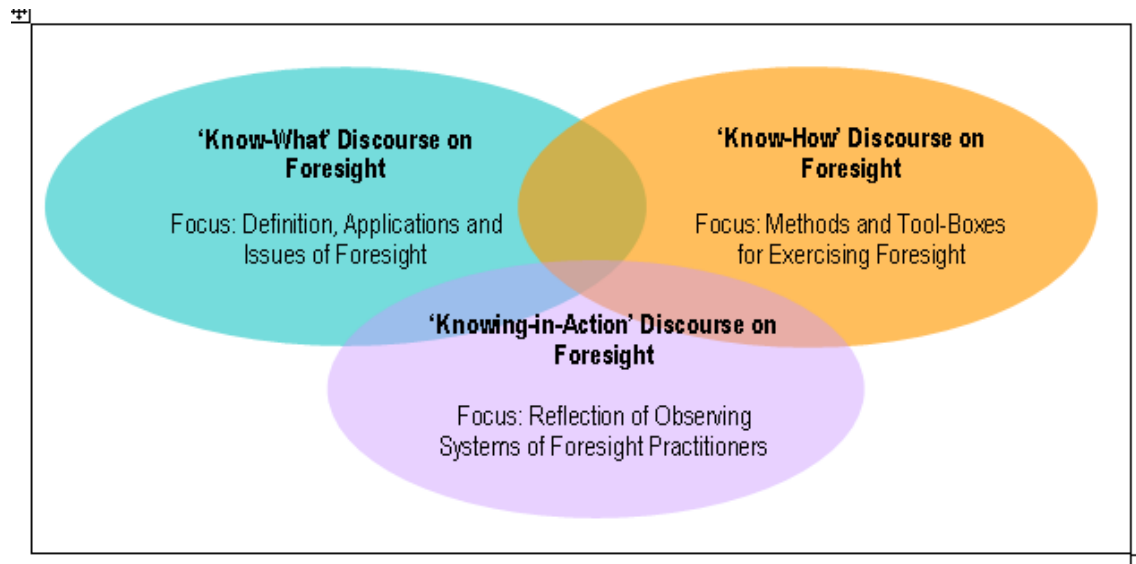 ‘Know-What’ Discourse on
Foresight
Focus: Definition, Applications and
Issues of Foresight
‘Know-How’ Discourse on
Foresight
Focus: Methods and Tool-Boxes
for Exercising Foresight
‘Knowing-in-Action’ Discourse on
Foresight
Focus: Reflection of Observing
Systems of Foresight Practitioners